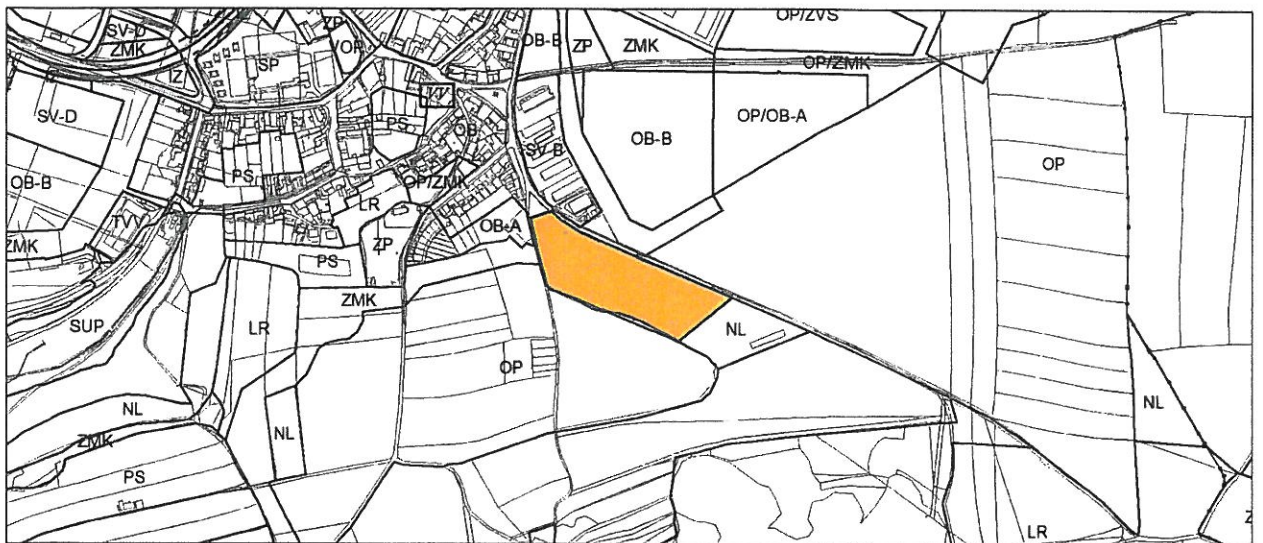 SV-D
ZP
OP/ZVS
ZMK
VOP
OB-B
ZP
ZMK
SP
OP/ZMK
Z
VV
SV-D
PS
OB
OB-B
OP/OB-A
SV-B
OP
PS
OP/ZMK
OB-B
LR
TVV
OB-A
ZMK
ZP
PS
ZMK
SUP
LR
NL
OP
NL
NL
ZMK
NL
PS
LR
Z